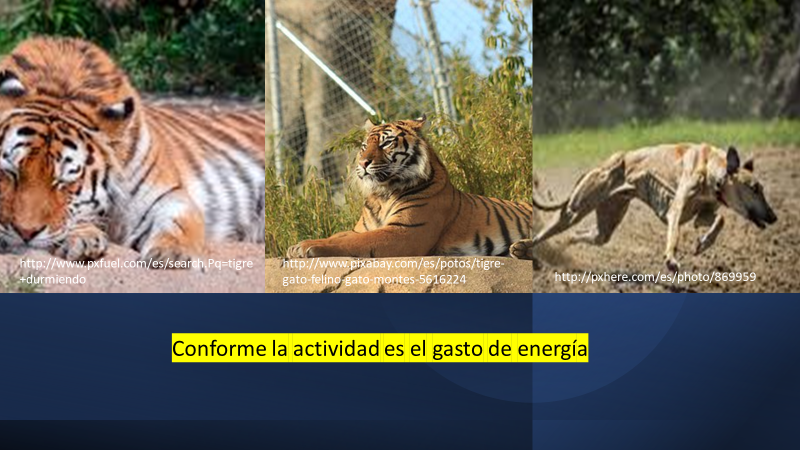 http://www.pxfuel.com/es/search.Pq=tigre
+durmiendo
http://www.pixabay.com/es/potos/tigre-
gato-felino-gato-montes-5616224
http://pxhere.com/es/photo/869959
Conforme la actividad es el gasto de energía